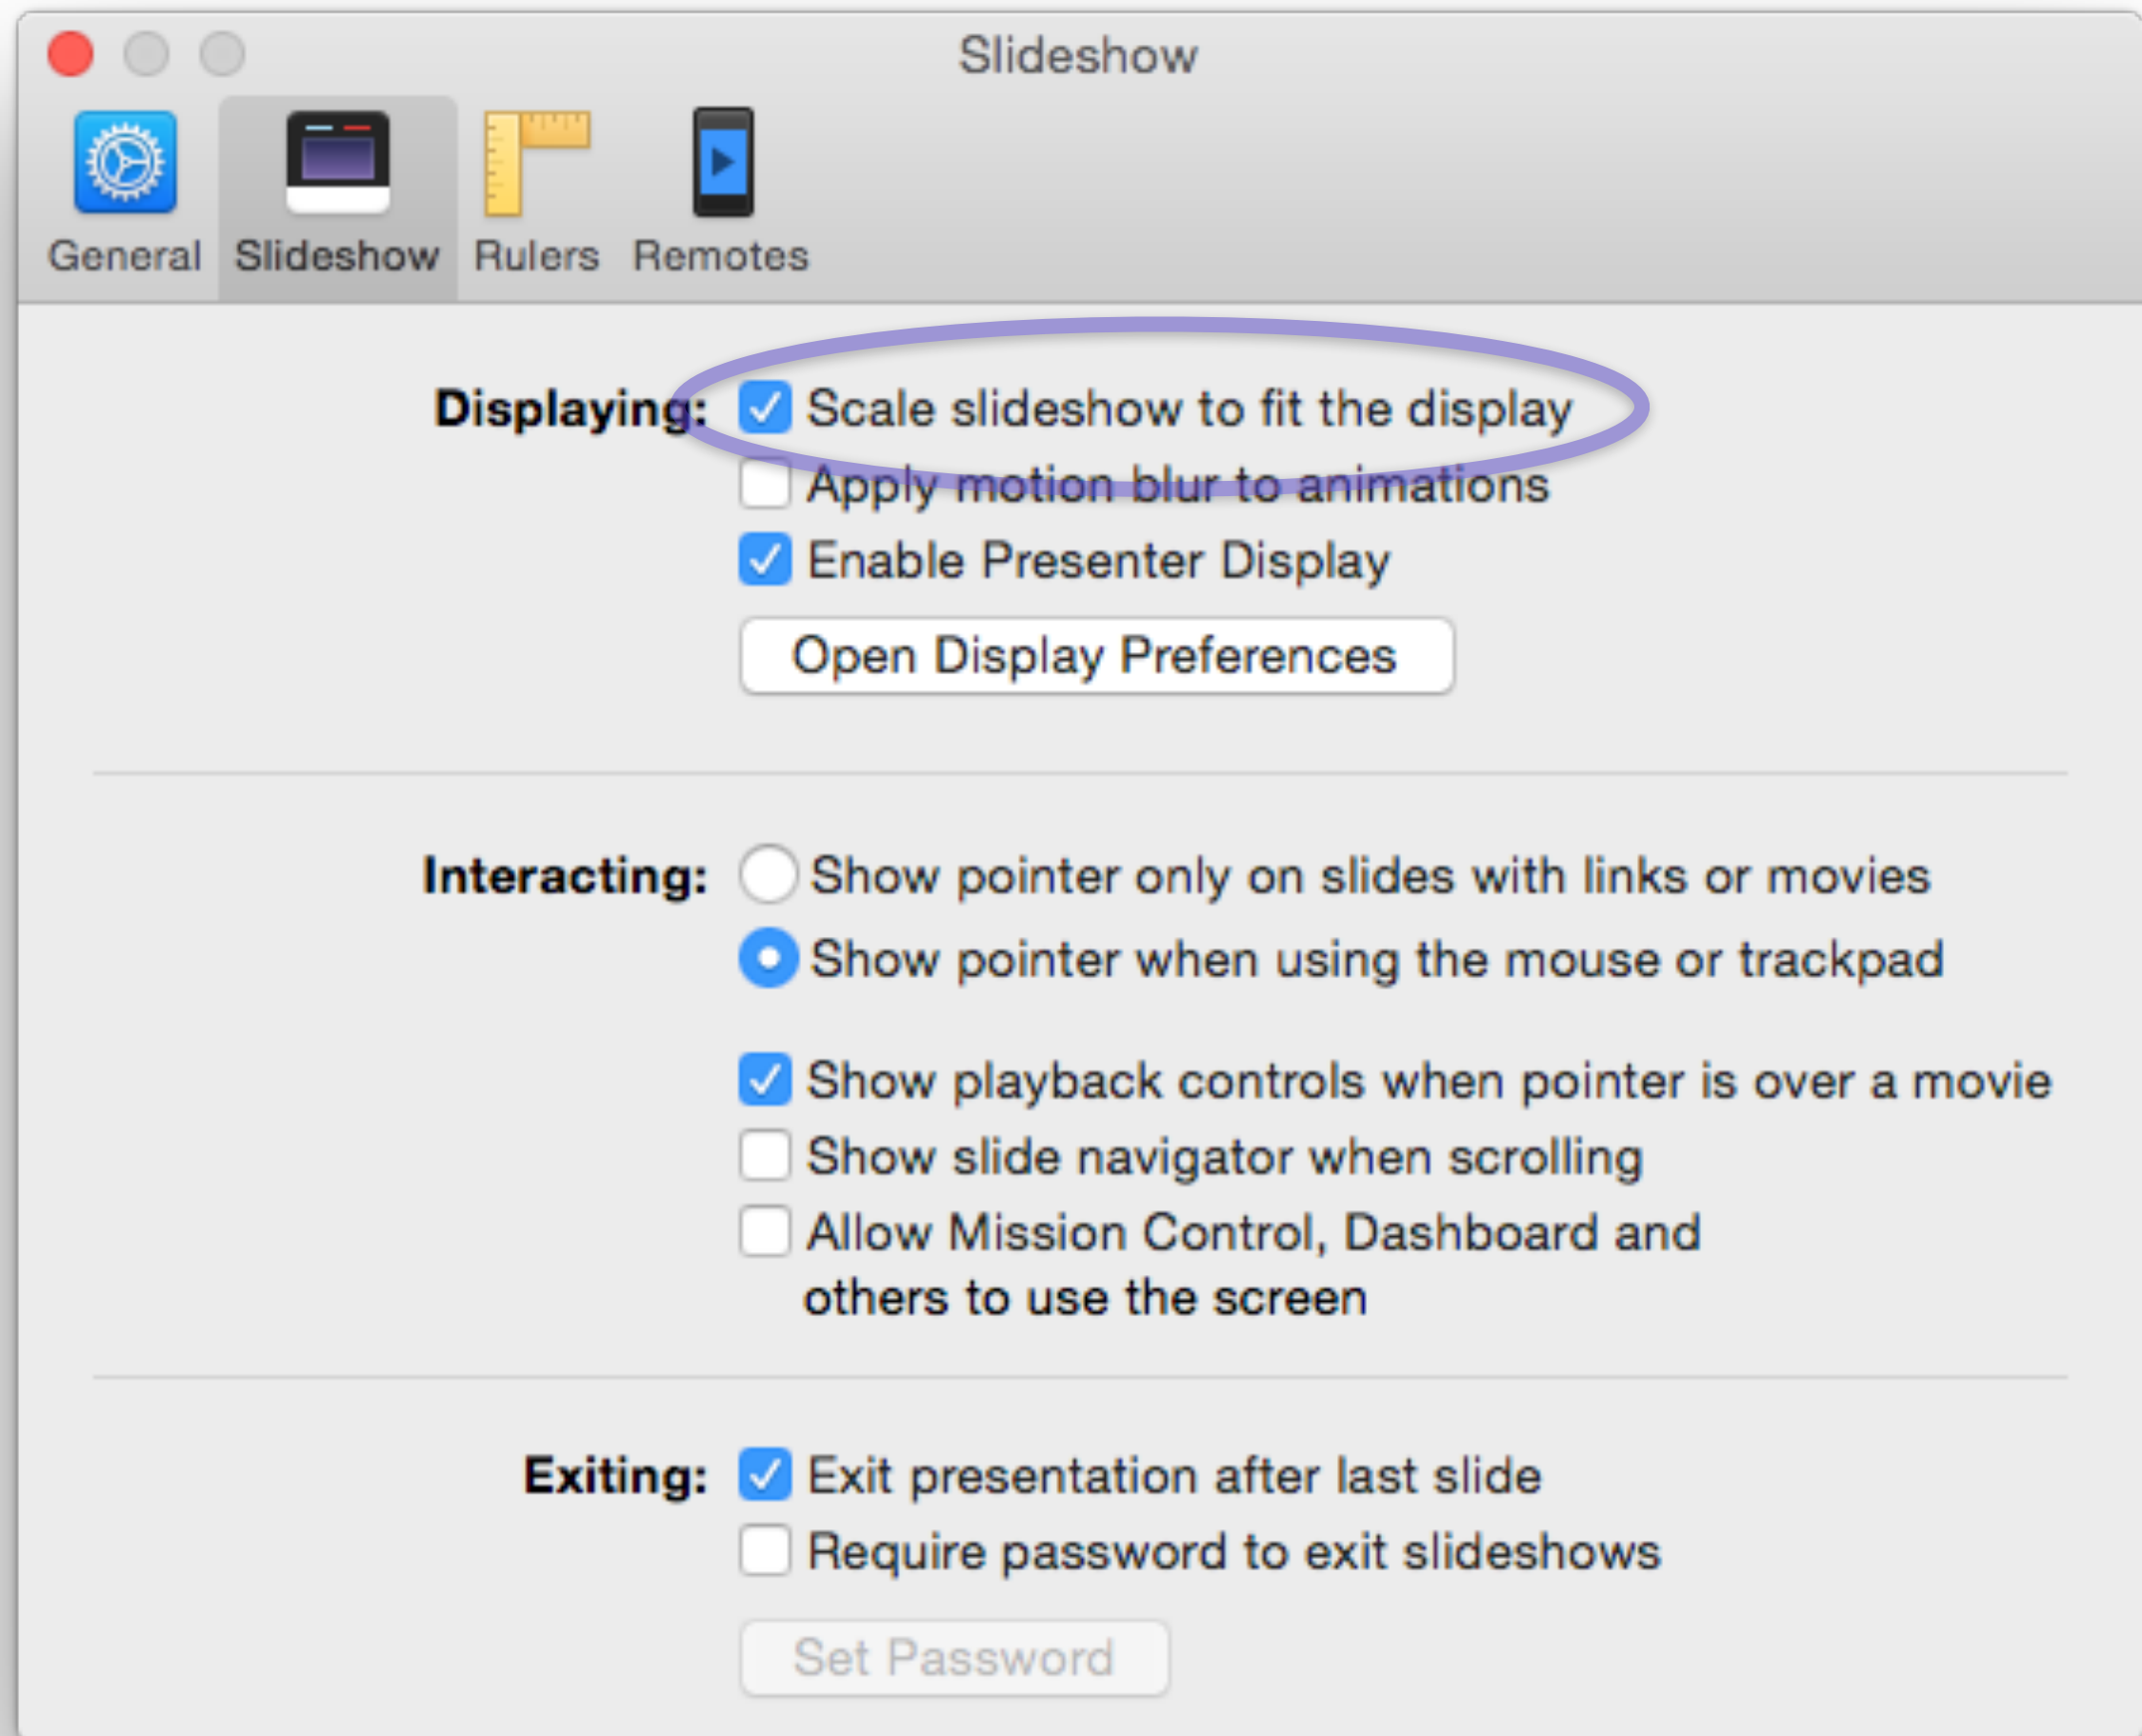 Slideshow
General Slideshow Rulers Remotes
Displaying: Scale slideshow to fit the display
Apply motion blur to animations
Enable Presenter Display
Open Display Preferences
Interacting: Show pointer only on slides with links or movies
Show pointer when using the mouse or trackpad
Show playback controls when pointer is over a movie
Show slide navigator when scrolling
Allow Mission Control, Dashboard and
others to use the screen
Exiting: Exit presentation after last slide
Require password to exit slideshows
Set Password